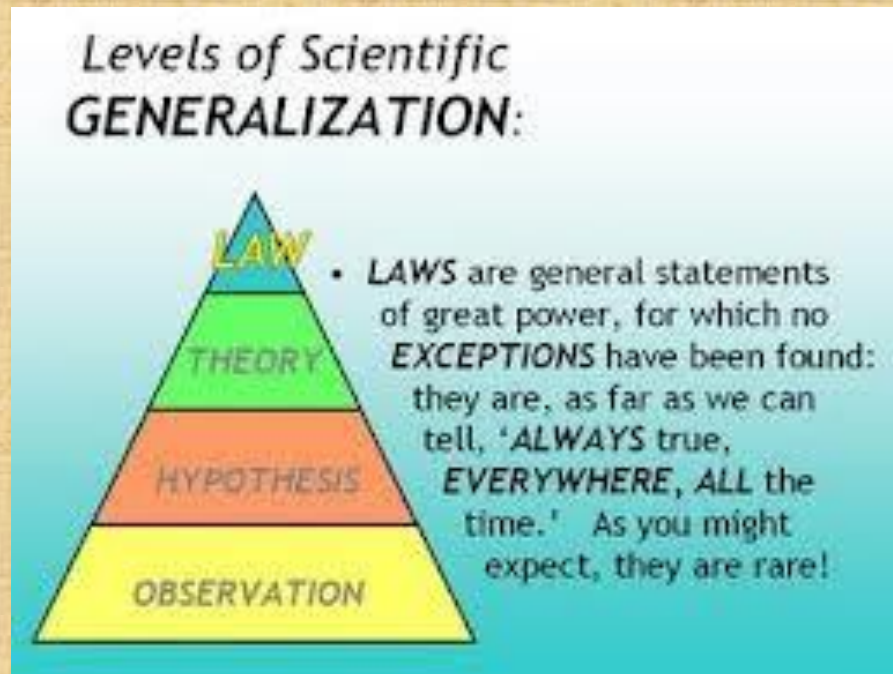 Levels of Scientific
GENERALIZATION:
LAW
THEORY
HYPOTHESIS
OBSERVATION
• LAWS are general statements
of great power, for which no
EXCEPTIONS have been found:
they are, as far as we can
tell, ‘ALWAYS true,
EVERYWHERE, ALL the
time.’ As you might
expect, they are rare!